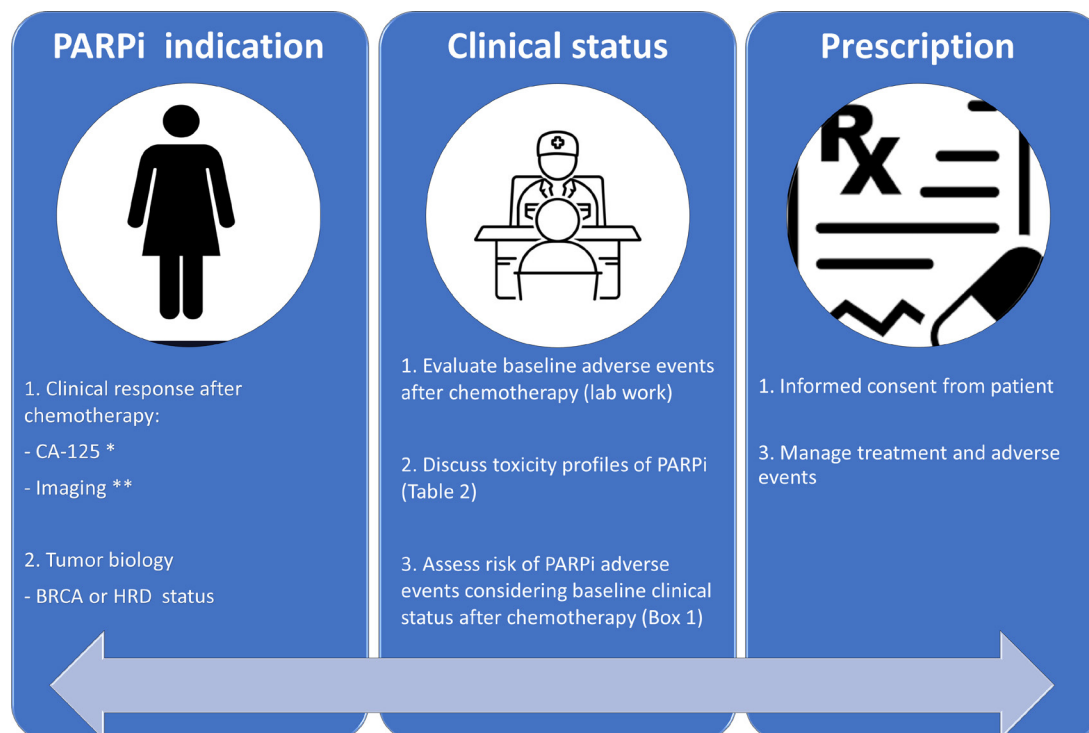 PARPi indication
1. Clinical response after
chemotherapy:
- CA-125 *
- Imaging **
2. Tumor biology
- BRCA or HRD status
Clinical status
1. Evaluate baseline adverse events
after chemotherapy (lab work)
2. Discuss toxicity profiles of PARPi
(Table 2)
3. Assess risk of PARPi adverse
events considering baseline clinical
status after chemotherapy (Box 1)
Prescription
RX
1. Informed consent from patient
3. Manage treatment and adverse
events